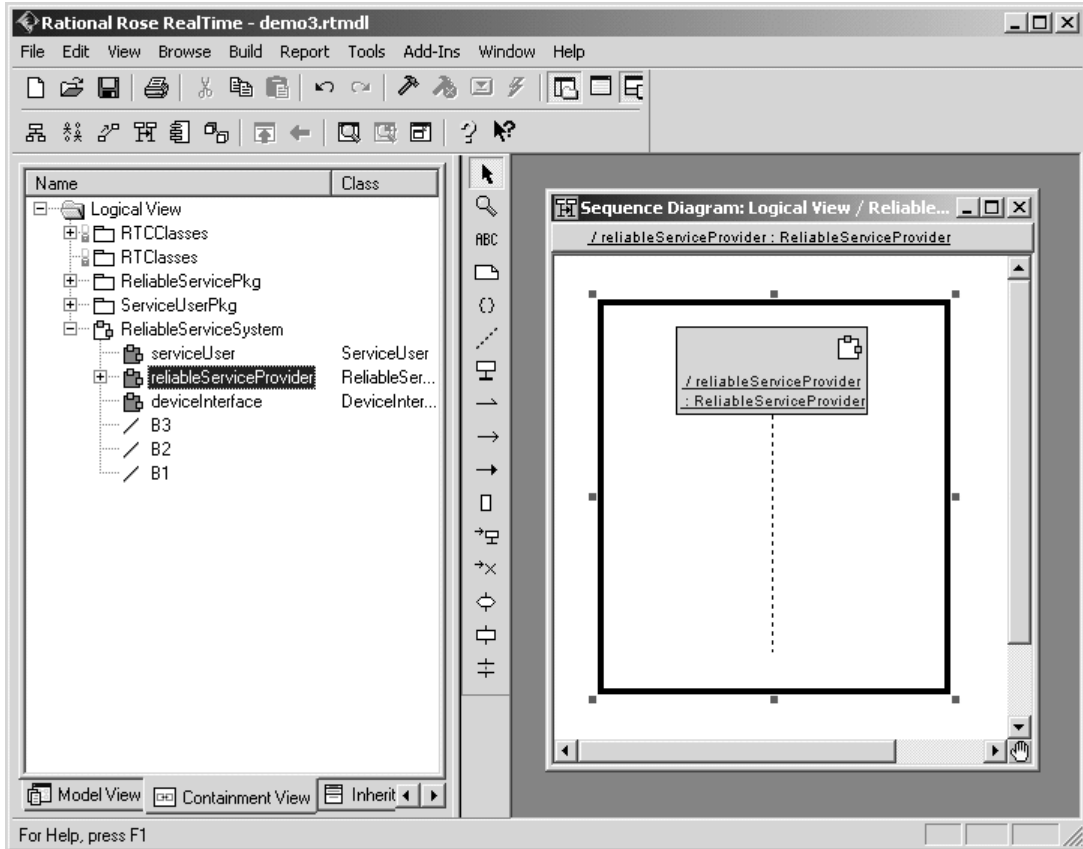 Rational Rose RealTime - demo3.rtmdl
File Edit View Browse Build Report Tools Add-Ins Window Help
Name Class
Logical View
RTCClasses
RTClasses
ReliableServicePkg
ServiceUserPkg
ReliableServiceSystem
serviceUser ServiceUser
reliableServiceProvider ReliableSer...
deviceInterface DeviceInter...
B3
B2
B1
Model View Containment View Inherit
ABC
Sequence Diagram: Logical View / Reliable...
/ reliableServiceProvider : ReliableServiceProvider
/ reliableServiceProvider
: ReliableServiceProvider
For Help, press F1